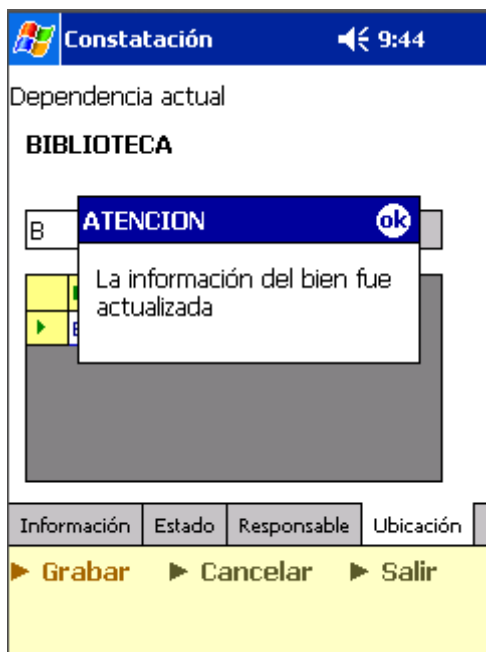 Constatación 9:44
Dependencia actual
BIBLIOTECA
B
ATENCION ok
La información del bien fue
actualizada
Información Estado Responsable Ubicación
Grabar Cancelar Salir